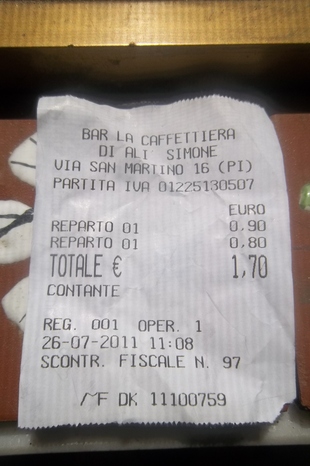 BAR LA CAFFETTIERA
DI ALI' SIMONE
VIA SAN MARTINO 16 (PI)
PARTITA IVA 01225130507
EURO
REPARTO 01 0,90
REPARTO 01 0,80
TOTALE € 1,70
CONTANTE
REG. 001 OPER. 1
26-07-2011 11:08
SCONTR. FISCALE N. 97
MF DK 11100759